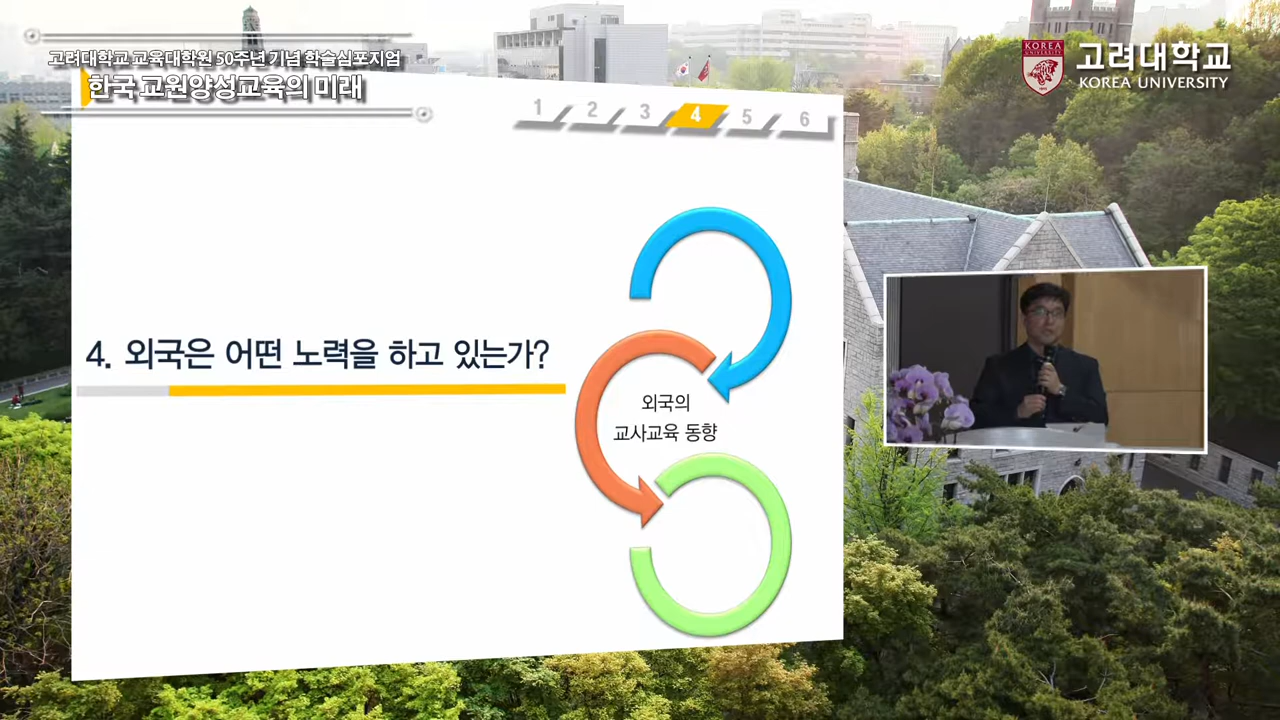 고려대학교 교육대학원 50주년 기념 학술심포지엄
한국 교원양성교육의 미래
KOREA
고려대학교
KOREA UNIVERSITY
1 2 3 4 5 6
4. 외국은 어떤 노력을 하고 있는가?
외국의
교사교육 동향